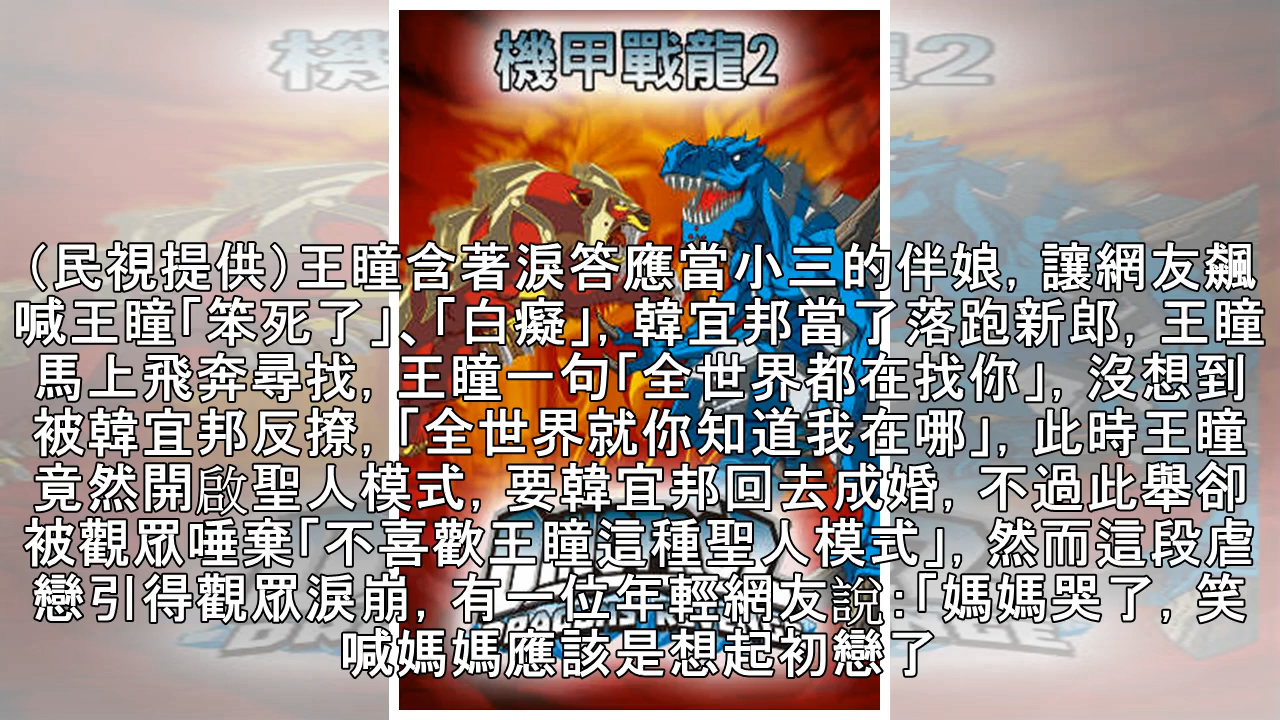 機甲戰龍2
(民視提供)王瞳含著淚答應當小三的伴娘, 讓網友飆
喊王瞳「笨死了」、「白癡」, 韓宜邦當了落跑新郎, 王瞳
馬上飛奔尋找, 王瞳一句「全世界都在找你」, 沒想到
被韓宜邦反撩, 「全世界就你知道我在哪」, 此時王瞳
竟然開啟聖人模式, 要韓宜邦回去成婚, 不過此舉卻
被觀眾唾棄「不喜歡王瞳這種聖人模式」, 然而這段虐
戀引得觀眾淚崩, 有一位年輕網友說:「媽媽哭了, 笑
喊媽媽應該是想起初戀了